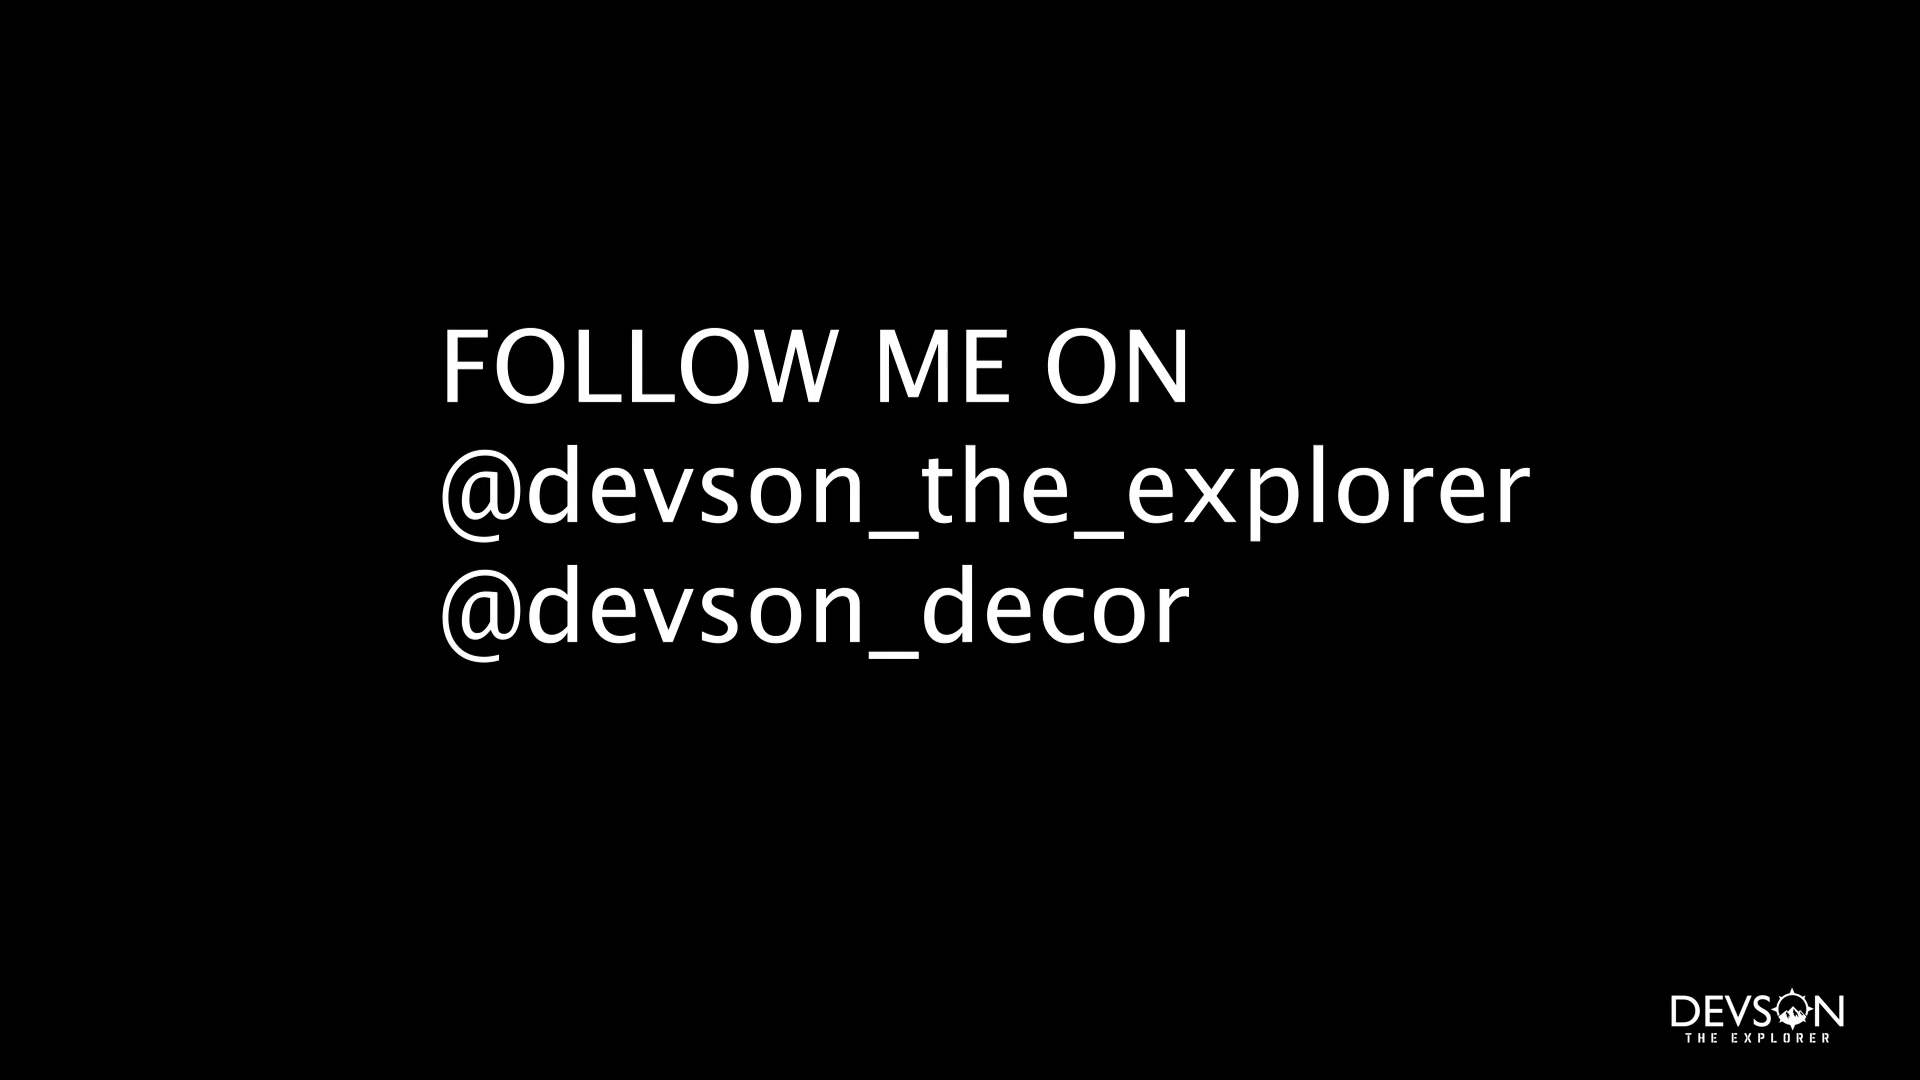 FOLLOW ME ON
@devson_the_explorer
@devson_decor
DEVSON
THE EXPLORER